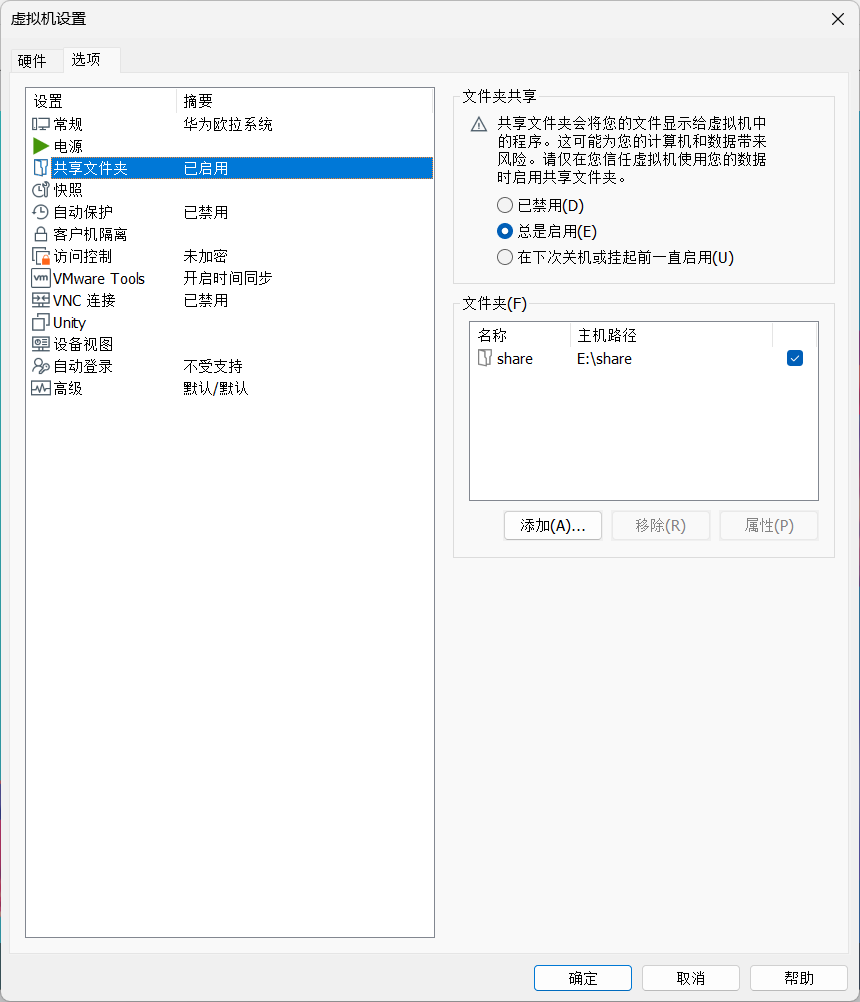 虚拟机设置
硬件 选项
设置 摘要
常规 华为欧拉系统
电源
共享文件夹 已启用
快照
自动保护 已禁用
客户机隔离
访问控制 未加密
vm VMware Tools 开启时间同步
VNC 连接 已禁用
Unity
设备视图
自动登录 不受支持
高级 默认/默认
文件夹共享
共享文件夹会将您的文件显示给虚拟机中
的程序。这可能为您的计算机和数据带来
风险。请仅在您信任虚拟机使用您的数据
时启用共享文件夹。
已禁用(D)
总是启用(E)
在下次关机或挂起前一直启用(U)
文件夹(F)
名称 主机路径
share E:\share
添加(A)... 移除(R) 属性(P)
确定 取消 帮助